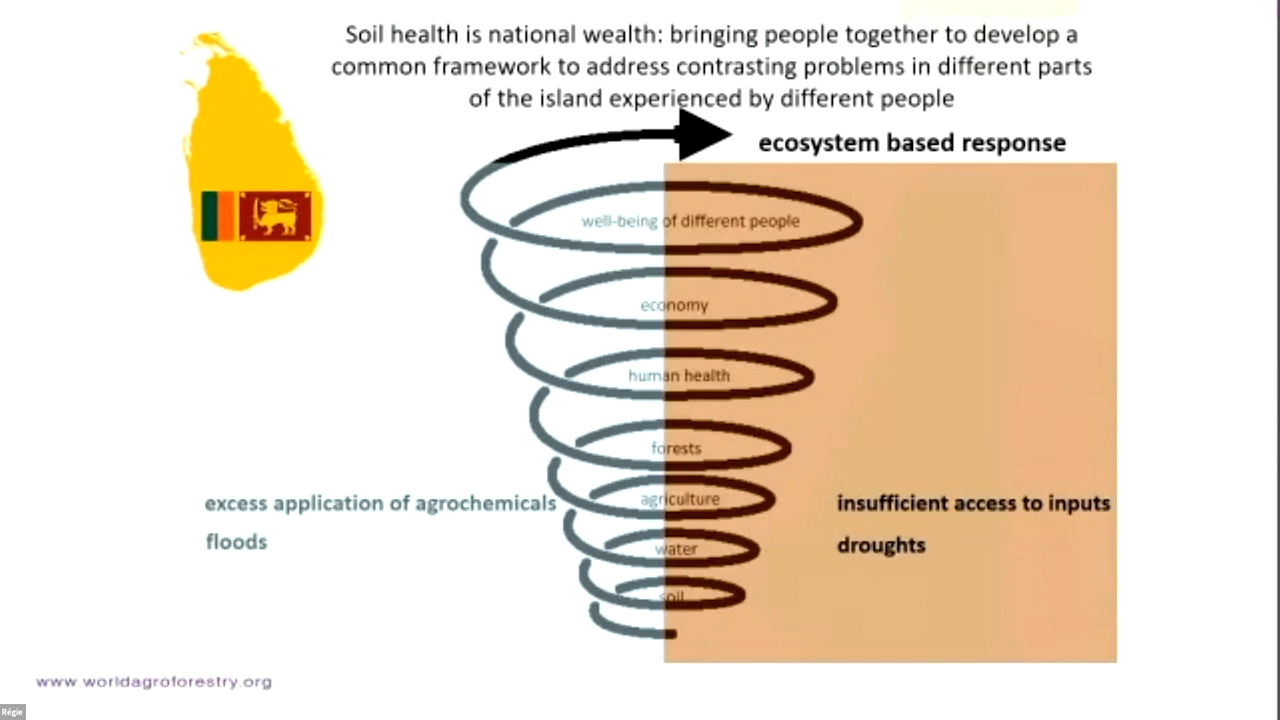 Soil health is national wealth: bringing people together to develop a
common framework to address contrasting problems in different parts
of the island experienced by different people
ecosystem based response
well-being of different people
economy
human health
forests
agriculture
water
soil
excess application of agrochemicals
floods
insufficient access to inputs
droughts
www.worldagroforestry.org
Régie